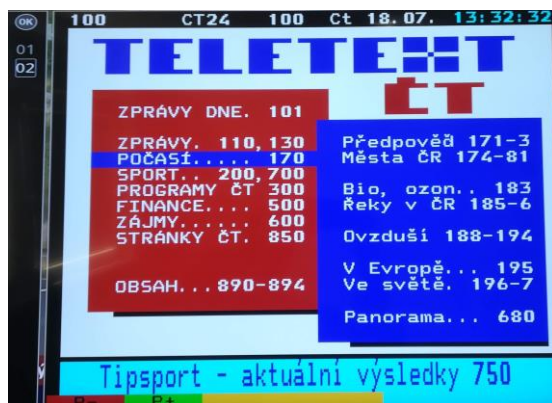 OK
01
02
100 CT24 100 Ct 18.07. 13:32:32
TELETEXT
ČT
ZPRÁVY DNE. 101
ZPRÁVY. 110,130
POČASÍ..... 170
SPORT.. 200,700
PROGRAMY ČT 300
FINANCE.... 500
ZÁJMY...... 600
STRÁNKY ČT. 850
OBSAH...890-894
Předpověď 171-3
Města ČR 174-81
Bio, ozon.. 183
Řeky v ČR 185-6
Ovzduší 188-194
V Evropě... 195
Ve světě. 196-7
Panorama... 680
Tipsport - aktuální výsledky 750
P- P+